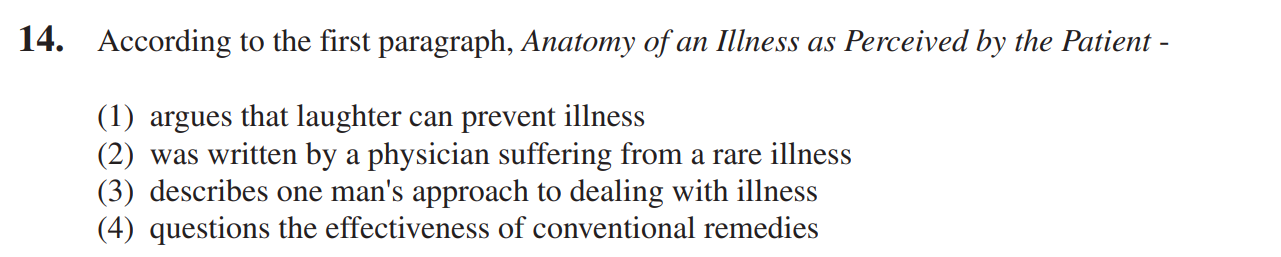 14. According to the first paragraph, Anatomy of an Illness as Perceived by the Patient -
(1) argues that laughter can prevent illness
(2) was written by a physician suffering from a rare illness
(3) describes one man's approach to dealing with illness
(4) questions the effectiveness of conventional remedies